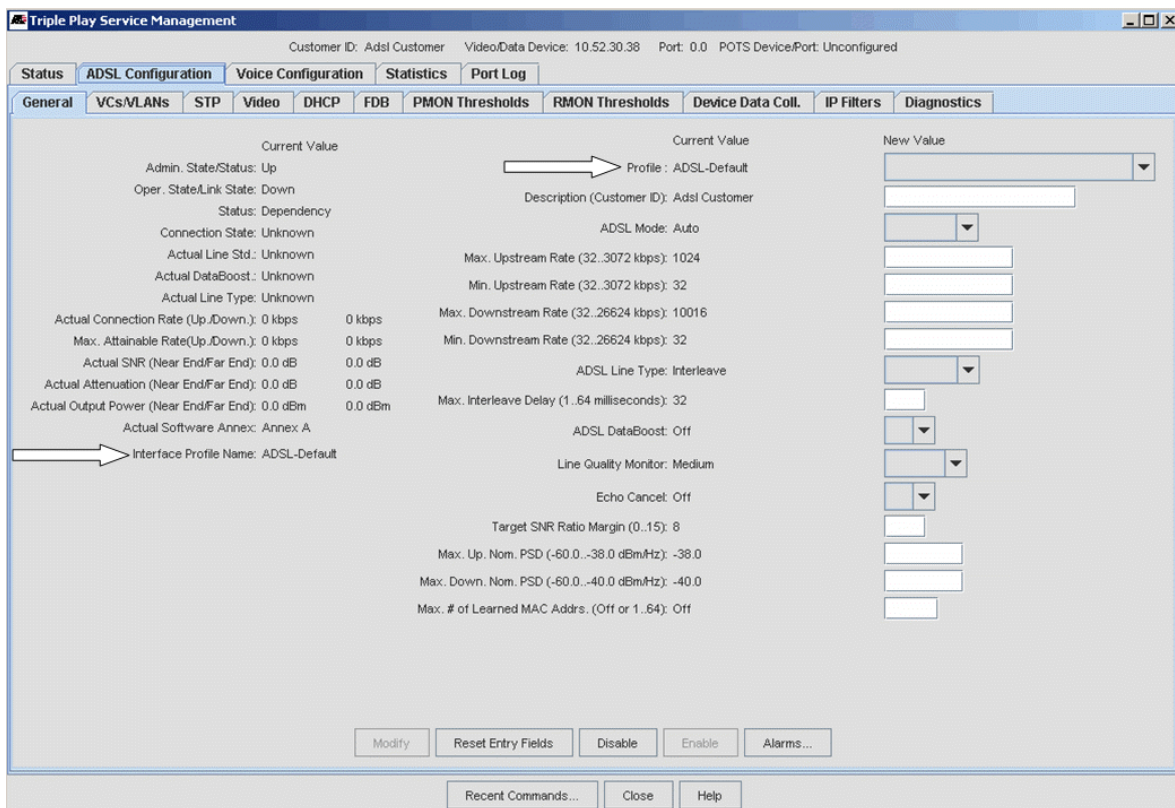 Triple Play Service Management
Customer ID: Adsl Customer Video/Data Device: 10.52.30.38 Port: 0.0 POTS Device/Port: Unconfigured
Status ADSL Configuration Voice Configuration Statistics Port Log
General VCs/VLANs STP Video DHCP FDB PMON Thresholds RMON Thresholds Device Data Coll. IP Filters Diagnostics
Current Value
Admin. State/Status: Up
Oper. State/Link State: Down
Status: Dependency
Connection State: Unknown
Actual Line Std.: Unknown
Actual DataBoost.: Unknown
Actual Line Type: Unknown
Actual Connection Rate (Up./Down.): 0 kbps 0 kbps
Max. Attainable Rate(Up./Down.): 0 kbps 0 kbps
Actual SNR (Near End/Far End): 0.0 dB 0.0 dB
Actual Attenuation (Near End/Far End): 0.0 dB 0.0 dB
Actual Output Power (Near End/Far End): 0.0 dBm 0.0 dBm
Actual Software Annex: Annex A
Interface Profile Name: ADSL-Default
Current Value New Value
Profile : ADSL-Default
Description (Customer ID): Adsl Customer
ADSL Mode: Auto
Max. Upstream Rate (32..3072 kbps): 1024
Min. Upstream Rate (32..3072 kbps): 32
Max. Downstream Rate (32..26624 kbps): 10016
Min. Downstream Rate (32..26624 kbps): 32
ADSL Line Type: Interleave
Max. Interleave Delay (1..64 milliseconds): 32
ADSL DataBoost: Off
Line Quality Monitor: Medium
Echo Cancel: Off
Target SNR Ratio Margin (0..15): 8
Max. Up. Nom. PSD (-60.0..-38.0 dBm/Hz): -38.0
Max. Down. Nom. PSD (-60.0..-40.0 dBm/Hz): -40.0
Max. # of Learned MAC Addrs. (Off or 1..64): Off
Modify Reset Entry Fields Disable Enable Alarms...
Recent Commands... Close Help